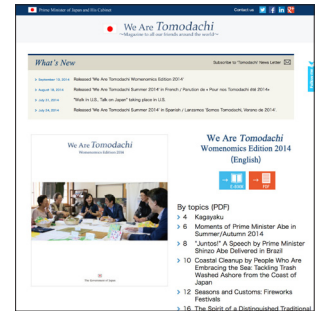 Prime Minister of Japan and His Cabinet
Contact us
We Are Tomodachi
~Magazine to all our friends around the world~
What's New
Subscribe to "Tomodachi" News Letter
> September 12, 2014 Released 'We Are Tomodachi Womenomics Edition 2014'
> August 18, 2014 Released 'We Are Tomodachi Summer 2014' in French / Parution de « Pour nos Tomodachi été 2014»
> July 31, 2014 "Walk in U.S., Talk on Japan" taking place in U.S.
> July 24, 2014 Released 'We Are Tomodachi Summer 2014' in Spanish / Lanzamos 'Somos Tomodachi, Verano de 2014'.
We Are Tomodachi
Womenomics Edition 2014
The Government of Japan
We Are Tomodachi
Womenomics Edition 2014
(English)
E-BOOK
PDF
By topics (PDF)
> 4 Kagayaku
> 6 Moments of Prime Minister Abe in
Summer/Autumn 2014
> 8 "Juntos!" A Speech by Prime Minister
Shinzo Abe Delivered in Brazil
> 10 Coastal Cleanup by People Who Are
Embracing the Sea: Tackling Trash
Washed Ashore from the Coast of
Japan
> 12 Seasons and Customs: Fireworks
Festivals
> 16 The Spirit of a Distinguished Traditional